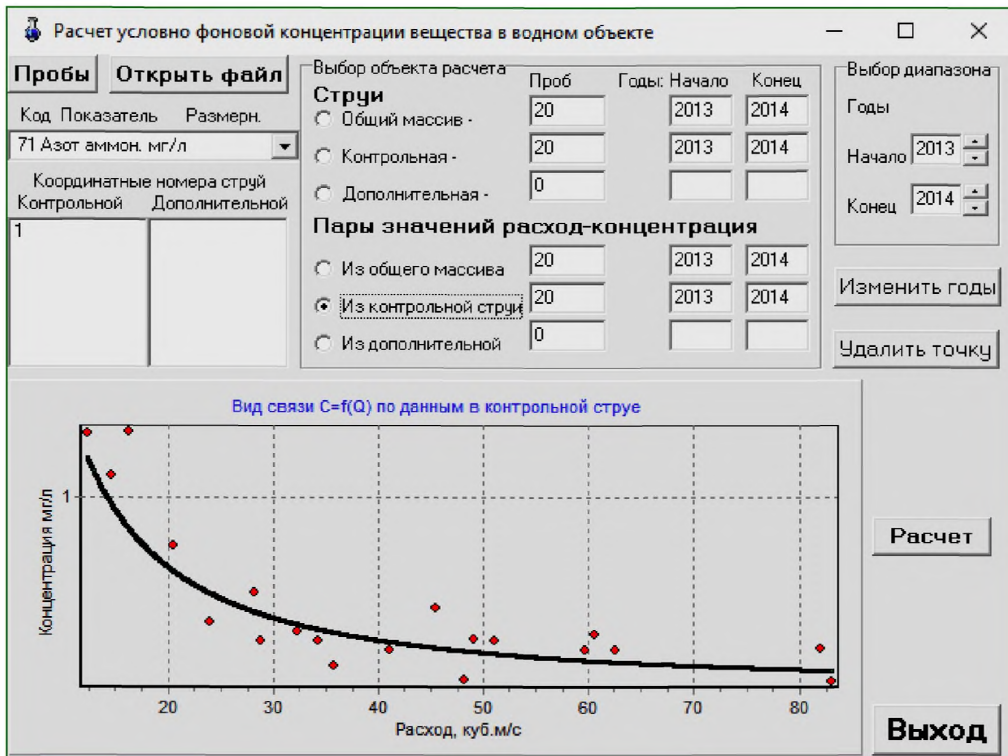 Расчет условно фоновой концентрации вещества в водном объекте
Пробы Открыть файл
Код Показатель Размерн.
71 Азот аммон. мг/л
Координатные номера струй
Контрольной Дополнительной
1
Выбор объекта расчета Проб Годы: Начало Конец
Струи
Общий массив - 20 2013 2014
Контрольная - 20 2013 2014
Дополнительная - 0
Пары значений расход-концентрация
Из общего массива 20 2013 2014
Из контрольной струи 20 2013 2014
Из дополнительной 0
Выбор диапазона
Годы
Начало 2013
Конец 2014
Изменить годы
Удалить точку
Вид связи C=f(Q) по данным в контрольной струе
Концентрация мг/л
1
20 30 40 50 60 70 80
Расход, куб.м/с
Расчет
Выход